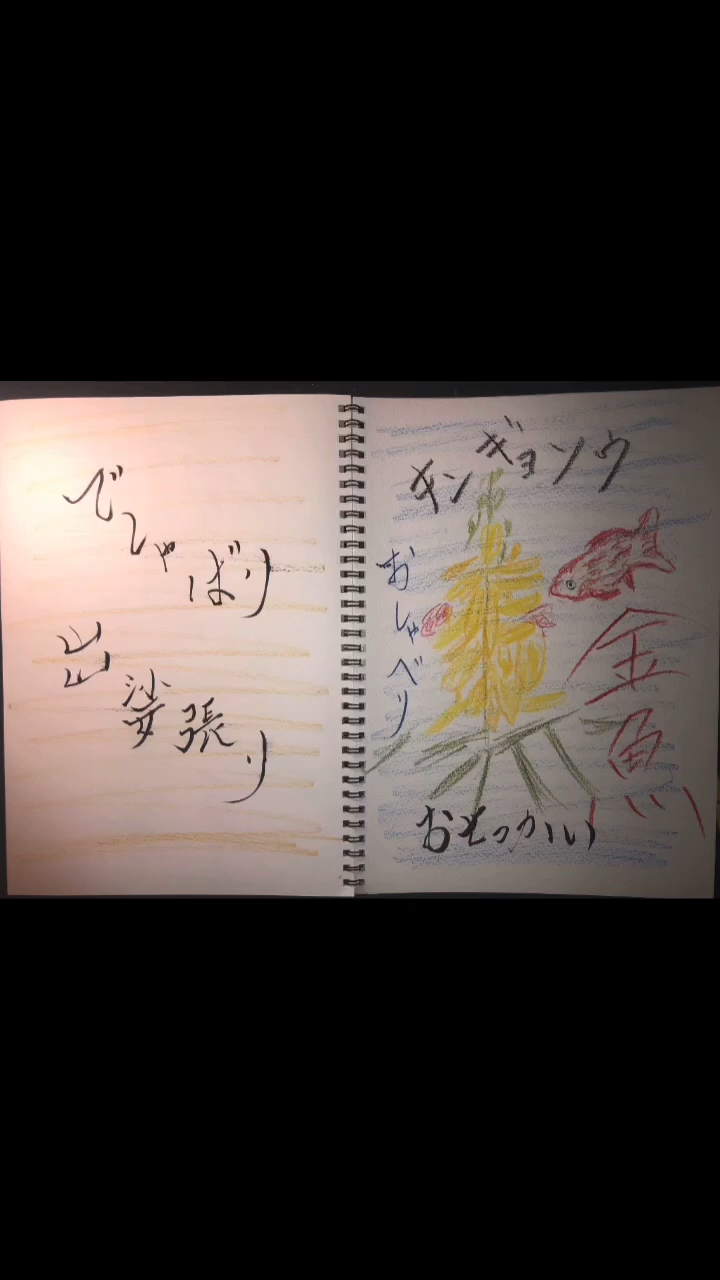 でしゃばり
出娑張り
キンギョソウ
おしゃべり
金魚
おせっかい